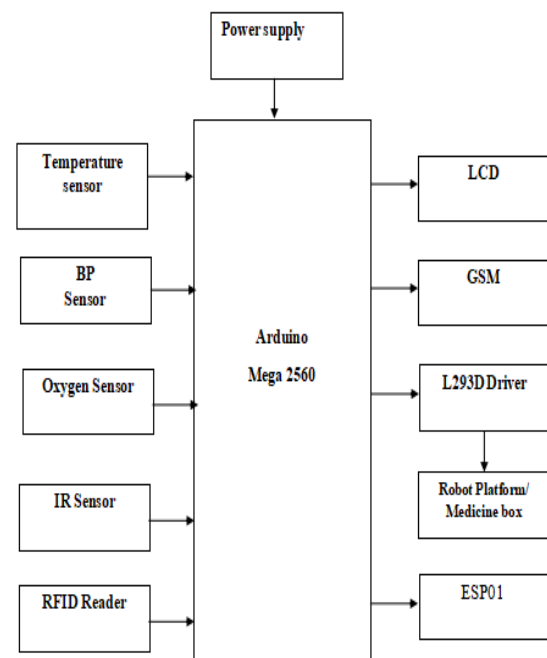 Power supply
Temperature
sensor
BP
Sensor
Oxygen Sensor
IR Sensor
RFID Reader
Arduino
Mega 2560
LCD
GSM
L293D Driver
Robot Platform/
Medicine box
ESP01